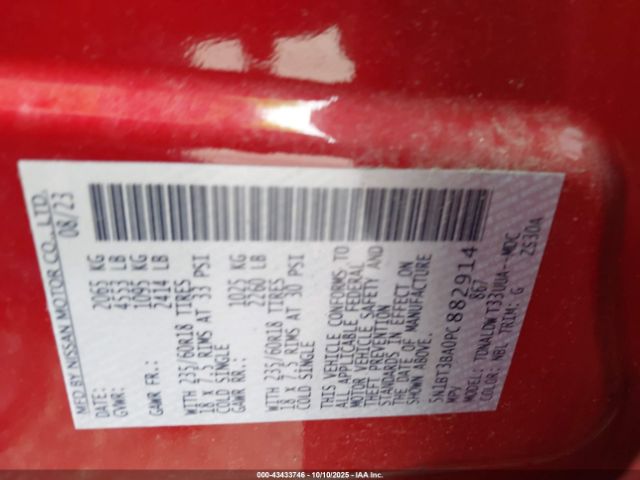 MFD BY NISSAN MOTOR CO., LTD.
DATE: 08/23
GVWR: 2065 KG
4553 LB
GAWR FR.: 1095 KG
2414 LB
WITH 235/60R18 TIRES
18 x 7.5 RIMS AT 33 PSI
COLD SINGLE
GAWR RR.: 1025 KG
2260 LB
WITH 235/60R18 TIRES
18 x 7.5 RIMS AT 30 PSI
COLD SINGLE
THIS VEHICLE CONFORMS TO
ALL APPLICABLE FEDERAL
MOTOR VEHICLE SAFETY AND
THEFT PREVENTION
STANDARDS IN EFFECT ON
THE DATE OF MANUFACTURE
SHOWN ABOVE.
5N1BT3BA0PC882914
MPV 867
MODEL: T33UUA-MDC
COLOR: NBL TRIM: G ZS30A
000-43433746 - 10/10/2025 - IAAI.com